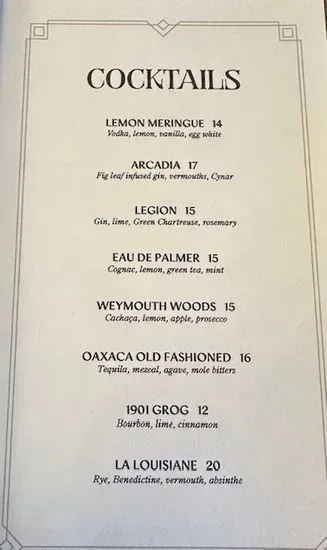 COCKTAILS
LEMON MERINGUE 14
Vodka, lemon, vanilla, egg white
ARCADIA 17
Fig leaf infused gin, vermouths, Cynar
LEGION 15
Gin, lime, Green Chartreuse, rosemary
EAU DE PALMER 15
Cognac, lemon, green tea, mint
WEYMOUTH WOODS 15
Cachaça, lemon, apple, prosecco
OAXACA OLD FASHIONED 16
Tequila, mezcal, agave, mole bitters
1901 GROG 12
Bourbon, lime, cinnamon
LA LOUISIANE 20
Rye, Benedictine, vermouth, absinthe